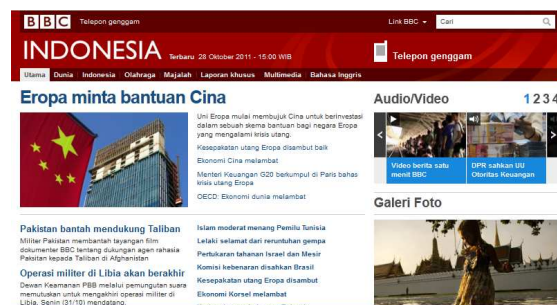 BBC Telepon genggam Link BBC Cari
INDONESIA Terbaru 28 Oktober 2011 - 15:00 WIB Telepon genggam
Utama Dunia Indonesia Olahraga Majalah Laporan khusus Multimedia Bahasa Inggris
Eropa minta bantuan Cina
Uni Eropa mulai membujuk Cina untuk berinvestasi
dalam sebuah skema bantuan bagi negara Eropa
yang mengalami krisis utang.
Kesepakatan utang Eropa disambut baik
Ekonomi Cina melambat
Menteri Keuangan G20 berkumpul di Paris bahas
krisis utang Eropa
OECD: Ekonomi dunia melambat
Audio/Video 1 2 3 4
Video berita satu
menit BBC
DPR sahkan UU
Otoritas Keuangan
Galeri Foto
Pakistan bantah mendukung Taliban
Militer Pakistan membantah tayangan film
dokumenter BBC tentang dukungan agen rahasia
Pakistan kepada Taliban di Afghanistan
Operasi militer di Libia akan berakhir
Dewan Keamanan PBB melalui pemungutan suara
memutuskan untuk mengakhiri operasi militer di
Libia, Senin (31/10) mendatang.
Islam moderat menang Pemilu Tunisia
Lelaki selamat dari reruntuhan gempa
Pertukaran tahanan Israel dan Mesir
Komisi kebenaran disahkan Brasil
Kesepakatan utang Eropa disambut
Ekonomi Korsel melambat